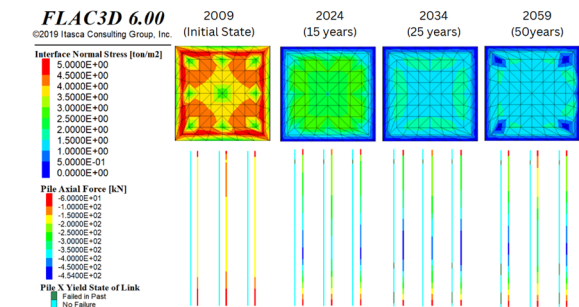 FLAC3D 6.00
©2019 Itasca Consulting Group, Inc.
2009
(Initial State)
2024
(15 years)
2034
(25 years)
2059
(50years)
Interface Normal Stress [ton/m2]
5.0000E+00
4.5000E+00
4.0000E+00
3.5000E+00
3.0000E+00
2.5000E+00
2.0000E+00
1.5000E+00
1.0000E+00
5.0000E-01
0.0000E+00
Pile Axial Force [kN]
-6.0000E+01
-1.0000E+02
-1.5000E+02
-2.0000E+02
-2.5000E+02
-3.0000E+02
-3.5000E+02
-4.0000E+02
-4.5000E+02
-4.5400E+02
Pile X Yield State of Link
Failed in Past
No Failure